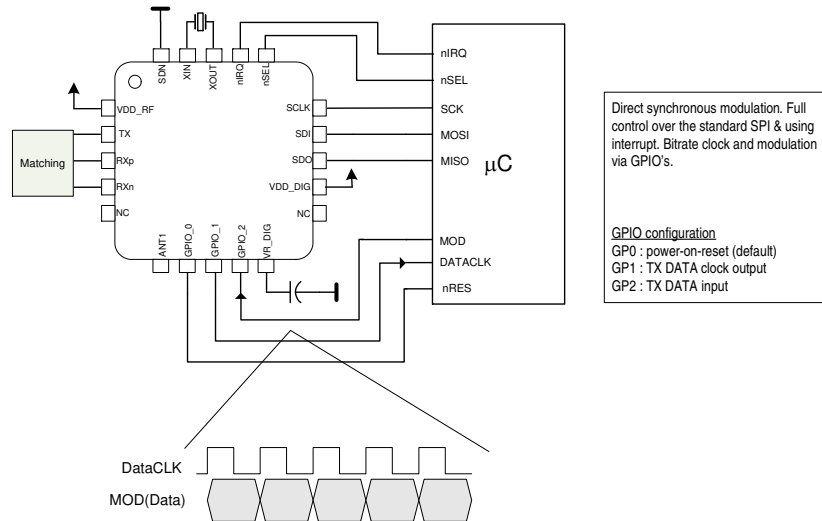 SDN
XIN
XOUT
nIRQ
nSEL
VDD_RF
TX
RXp
RXn
NC
Matching
SCLK
SDI
SDO
VDD_DIG
NC
ANT1
GPIO_0
GPIO_1
GPIO_2
VR_DIG
nIRQ
nSEL
SCK
MOSI
MISO
μC
MOD
DATACLK
nRES
Direct synchronous modulation. Full
control over the standard SPI & using
interrupt. Bitrate clock and modulation
via GPIO's.
GPIO configuration
GP0 : power-on-reset (default)
GP1 : TX DATA clock output
GP2 : TX DATA input
DataCLK
MOD(Data)